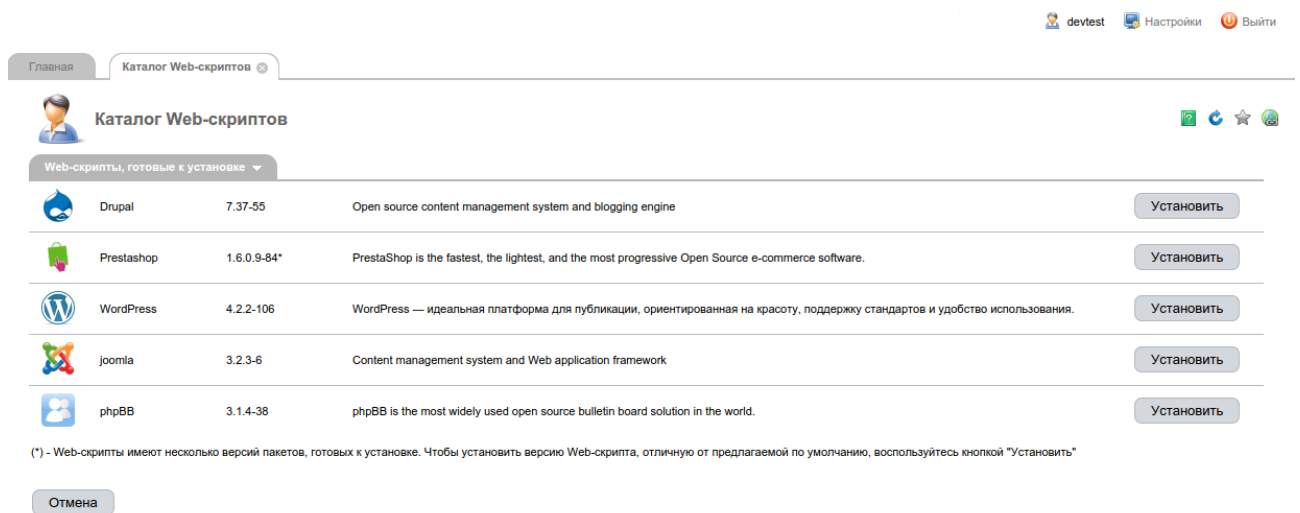 devtest Настройки Выйти
Главная Каталог Web-скриптов
Каталог Web-скриптов
Web-скрипты, готовые к установке
Drupal 7.37-55 Open source content management system and blogging engine Установить
Prestashop 1.6.0.9-84* PrestaShop is the fastest, the lightest, and the most progressive Open Source e-commerce software. Установить
WordPress 4.2.2-106 WordPress — идеальная платформа для публикации, ориентированная на красоту, поддержку стандартов и удобство использования. Установить
joomla 3.2.3-6 Content management system and Web application framework Установить
phpBB 3.1.4-38 phpBB is the most widely used open source bulletin board solution in the world. Установить
(*) - Web-скрипты имеют несколько версий пакетов, готовых к установке. Чтобы установить версию Web-скрипта, отличную от предлагаемой по умолчанию, воспользуйтесь кнопкой "Установить"
Отмена